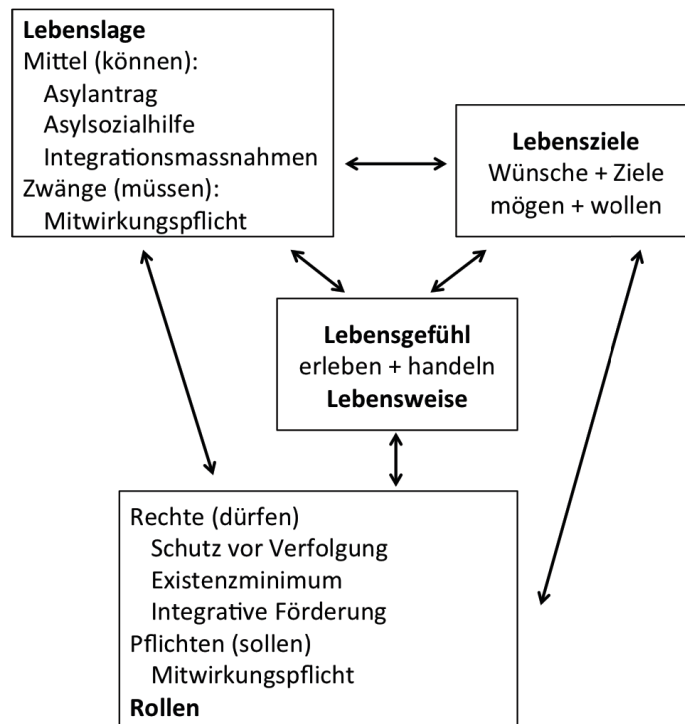 Lebenslage
Mittel (können):
Asylantrag
Asylsozialhilfe
Integrationsmassnahmen
Zwänge (müssen):
Mitwirkungspflicht
Lebensziele
Wünsche + Ziele
mögen + wollen
Lebensgefühl
erleben + handeln
Lebensweise
Rechte (dürfen)
Schutz vor Verfolgung
Existenzminimum
Integrative Förderung
Pflichten (sollen)
Mitwirkungspflicht
Rollen